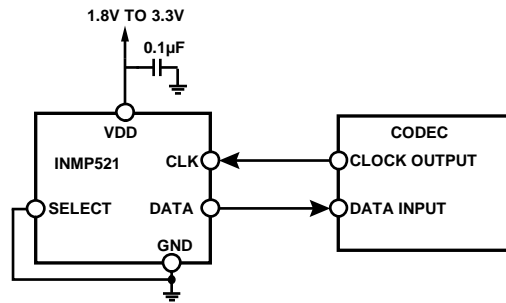 1.8V TO 3.3V
0.1µF
VDD
CODEC
INMP521
CLK
CLOCK OUTPUT
SELECT
DATA
DATA INPUT
GND